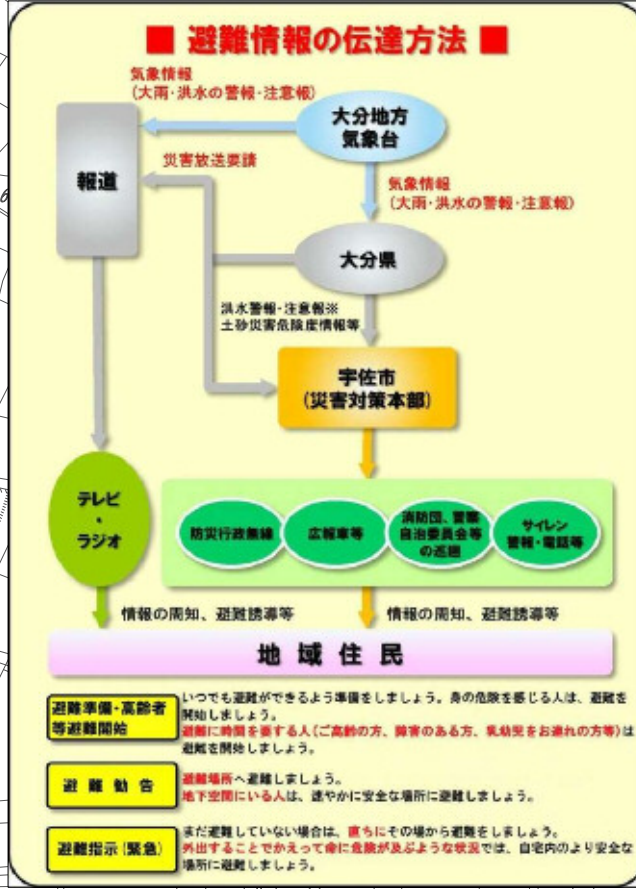 ■ 避難情報の伝達方法 ■
気象情報
(大雨・洪水の警報・注意報)
大分地方
気象台
報道
災害放送要請
気象情報
(大雨・洪水の警報・注意報)
大分県
洪水警報・注意報※
土砂災害危険度情報等
宇佐市
(災害対策本部)
テレビ
・
ラジオ
防災行政無線
広報車等
消防団、警察
自治委員会等
の巡回
サイレン
警報・電話等
情報の周知、避難誘導等
情報の周知、避難誘導等
地域住民
避難準備・高齢者
等避難開始
いつでも避難ができるよう準備をしましょう。身の危険を感じる人は、避難を
開始しましょう。
避難に時間を要する人(ご高齢の方、障害のある方、乳幼児をお連れの方等)は
避難を開始しましょう。
避難勧告
避難場所へ避難しましょう。
地下空間にいる人は、速やかに安全な場所に避難しましょう。
避難指示(緊急)
まだ避難していない場合は、直ちにその場から避難をしましょう。
外出することでかえって命に危険が及ぶような状況では、自宅内のより安全な
場所に避難しましょう。